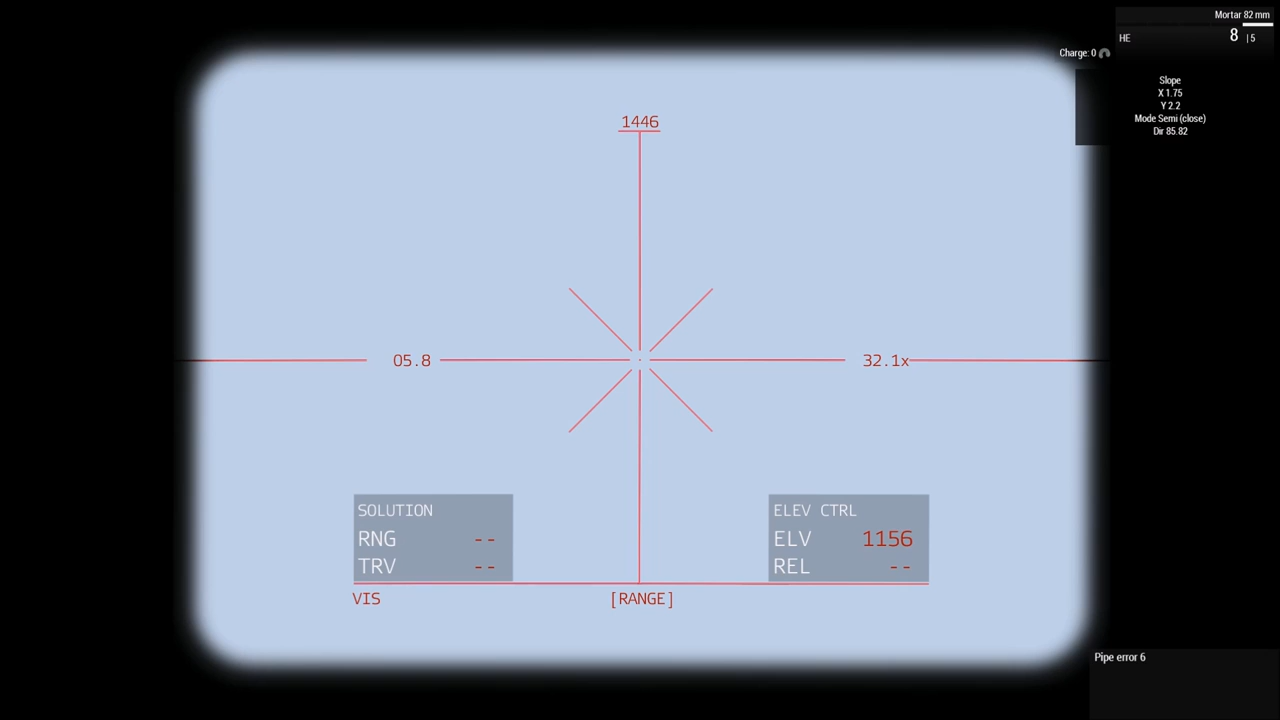 Mortar 82 mm
HE 8 |5
Charge: 0
Slope
X 1.75
Y 2.2
Mode Semi (close)
Dir 85.82
1446
05.8 32.1x
SOLUTION
RNG --
TRV --
ELEV CTRL
ELV 1156
REL --
VIS [RANGE]
Pipe error 6